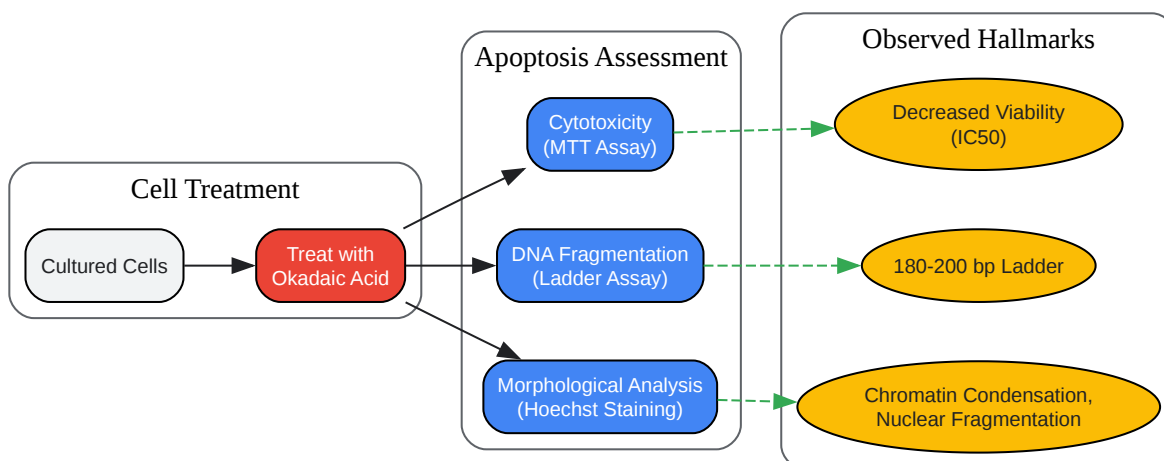 Cell Treatment
Cultured Cells
Treat with
Okadaic Acid
Apoptosis Assessment
Cytotoxicity
(MTT Assay)
DNA Fragmentation
(Ladder Assay)
Morphological Analysis
(Hoechst Staining)
Observed Hallmarks
Decreased Viability
(IC50)
180-200 bp Ladder
Chromatin Condensation,
Nuclear Fragmentation